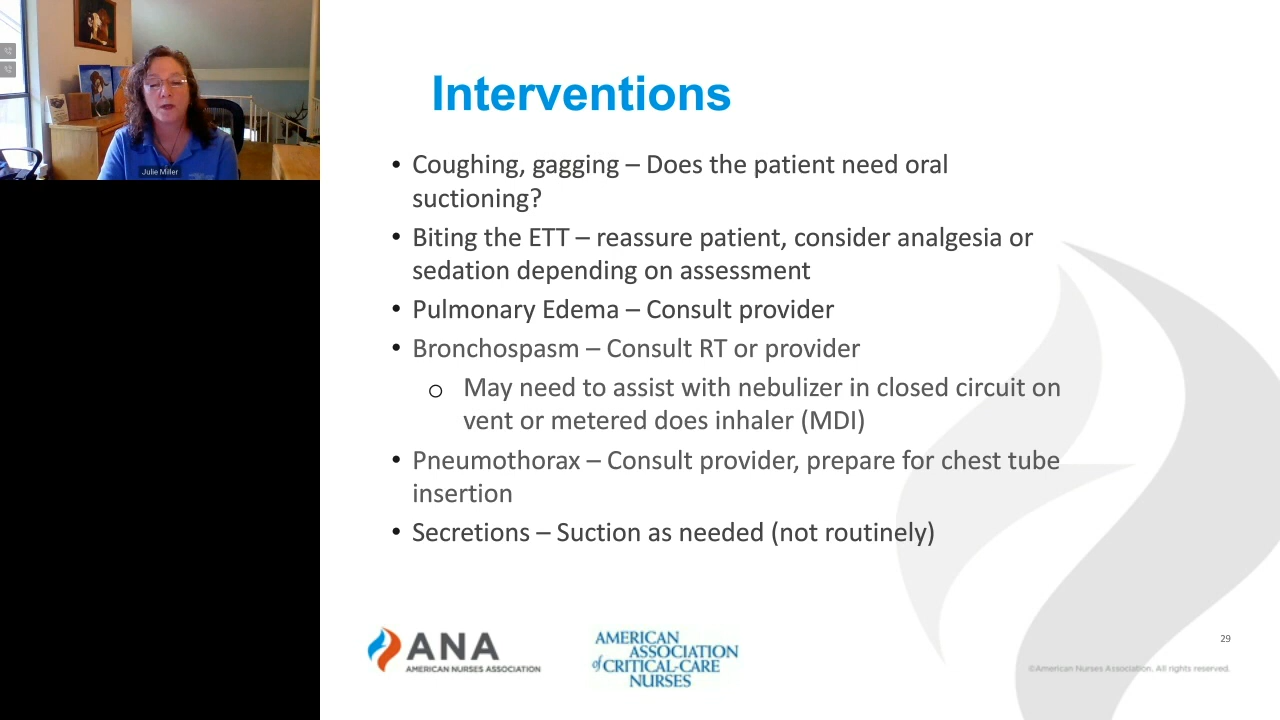 Julie Miller
Interventions
• Coughing, gagging – Does the patient need oral
suctioning?
• Biting the ETT – reassure patient, consider analgesia or
sedation depending on assessment
• Pulmonary Edema – Consult provider
• Bronchospasm – Consult RT or provider
o May need to assist with nebulizer in closed circuit on
vent or metered does inhaler (MDI)
• Pneumothorax – Consult provider, prepare for chest tube
insertion
• Secretions – Suction as needed (not routinely)
ANA
AMERICAN NURSES ASSOCIATION
AMERICAN
ASSOCIATION
of CRITICAL-CARE
NURSES
29
©American Nurses Association. All rights reserved.